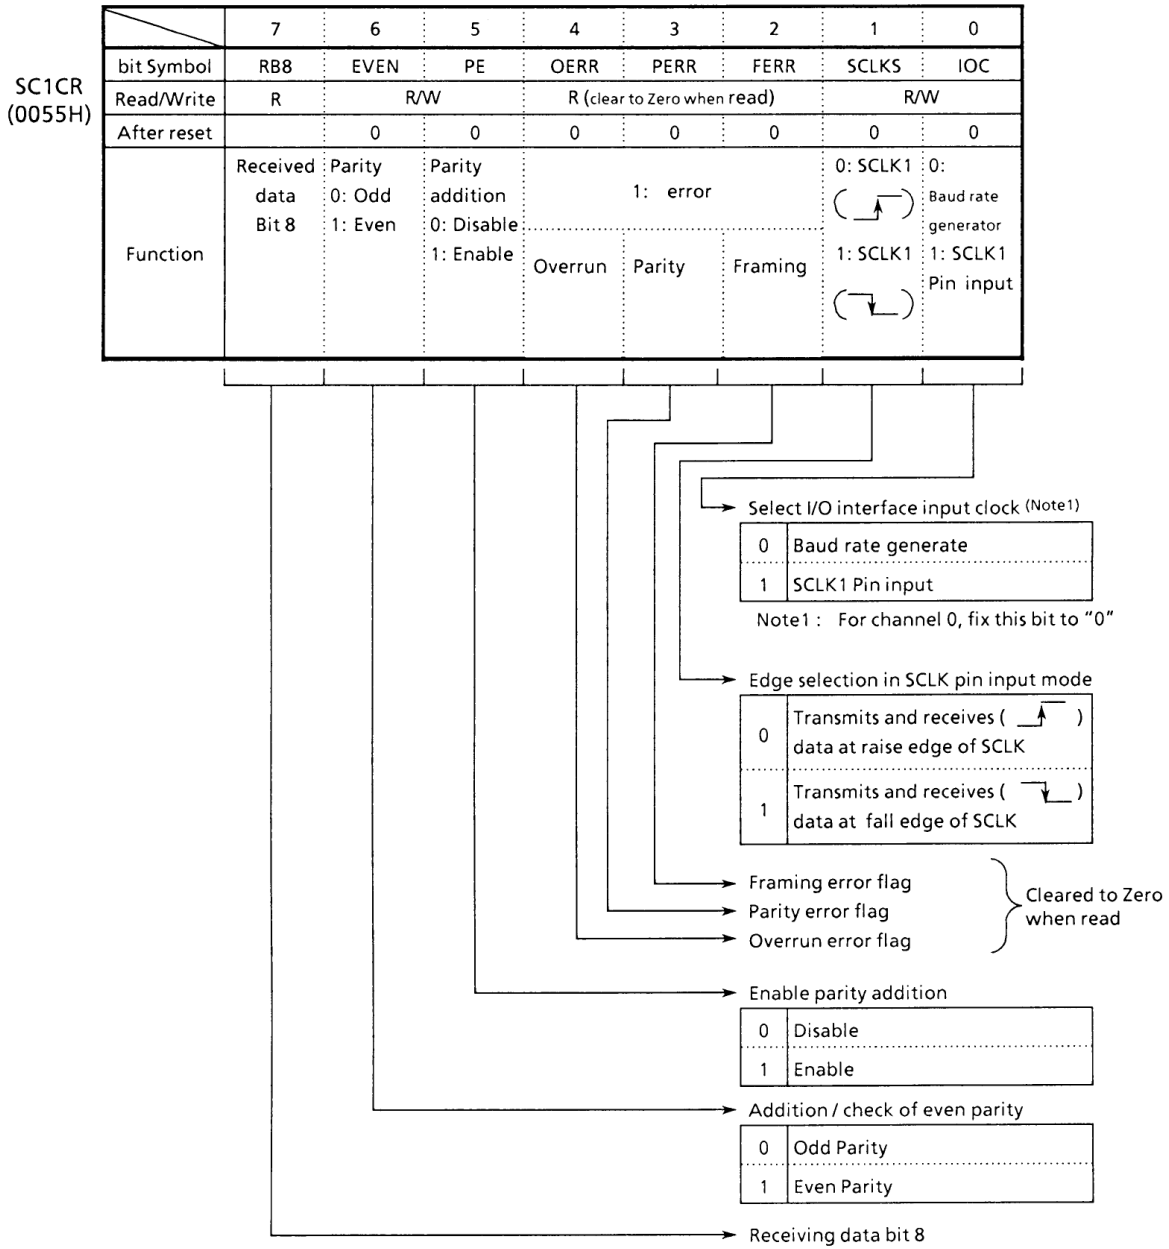 7 6 5 4 3 2 1 0
bit Symbol RB8 EVEN PE OERR PERR FERR SCLKS IOC
SC1CR
(0055H)
Read/Write R R/W R (clear to Zero when read) R/W
After reset 0 0 0 0 0 0 0
Function
Received
data
Bit 8
Parity
0: Odd
1: Even
Parity
addition
0: Disable
1: Enable
1: error
Overrun Parity Framing
0: SCLK1
( )
1: SCLK1
( )
0:
Baud rate
generator
1: SCLK1
Pin input
Select I/O interface input clock (Note1)
0 Baud rate generate
1 SCLK1 Pin input
Note1 : For channel 0, fix this bit to "0"
Edge selection in SCLK pin input mode
0 Transmits and receives ( )
data at raise edge of SCLK
1 Transmits and receives ( )
data at fall edge of SCLK
Framing error flag
Parity error flag
Overrun error flag
Cleared to Zero
when read
Enable parity addition
0 Disable
1 Enable
Addition / check of even parity
0 Odd Parity
1 Even Parity
Receiving data bit 8